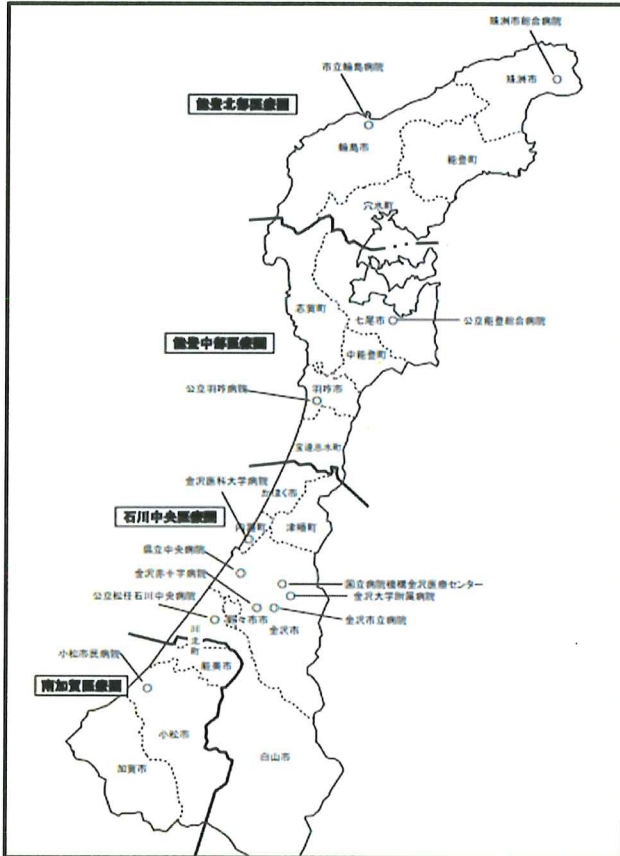 珠洲市総合病院
市立輪島病院
珠洲市
能登北部医療圏
輪島市
能登町
穴水町
志賀町
七尾市
公立能登総合病院
能登中部医療圏
中能登町
公立羽咋病院
羽咋市
宝達志水町
金沢医科大学病院
かほく市
石川中央医療圏
内灘町
津幡町
県立中央病院
金沢赤十字病院
国立病院機構金沢医療センター
金沢大学附属病院
公立松任石川中央病院
野々市市
金沢市
金沢市立病院
川北町
小松市民病院
能美市
南加賀医療圏
小松市
白山市
加賀市